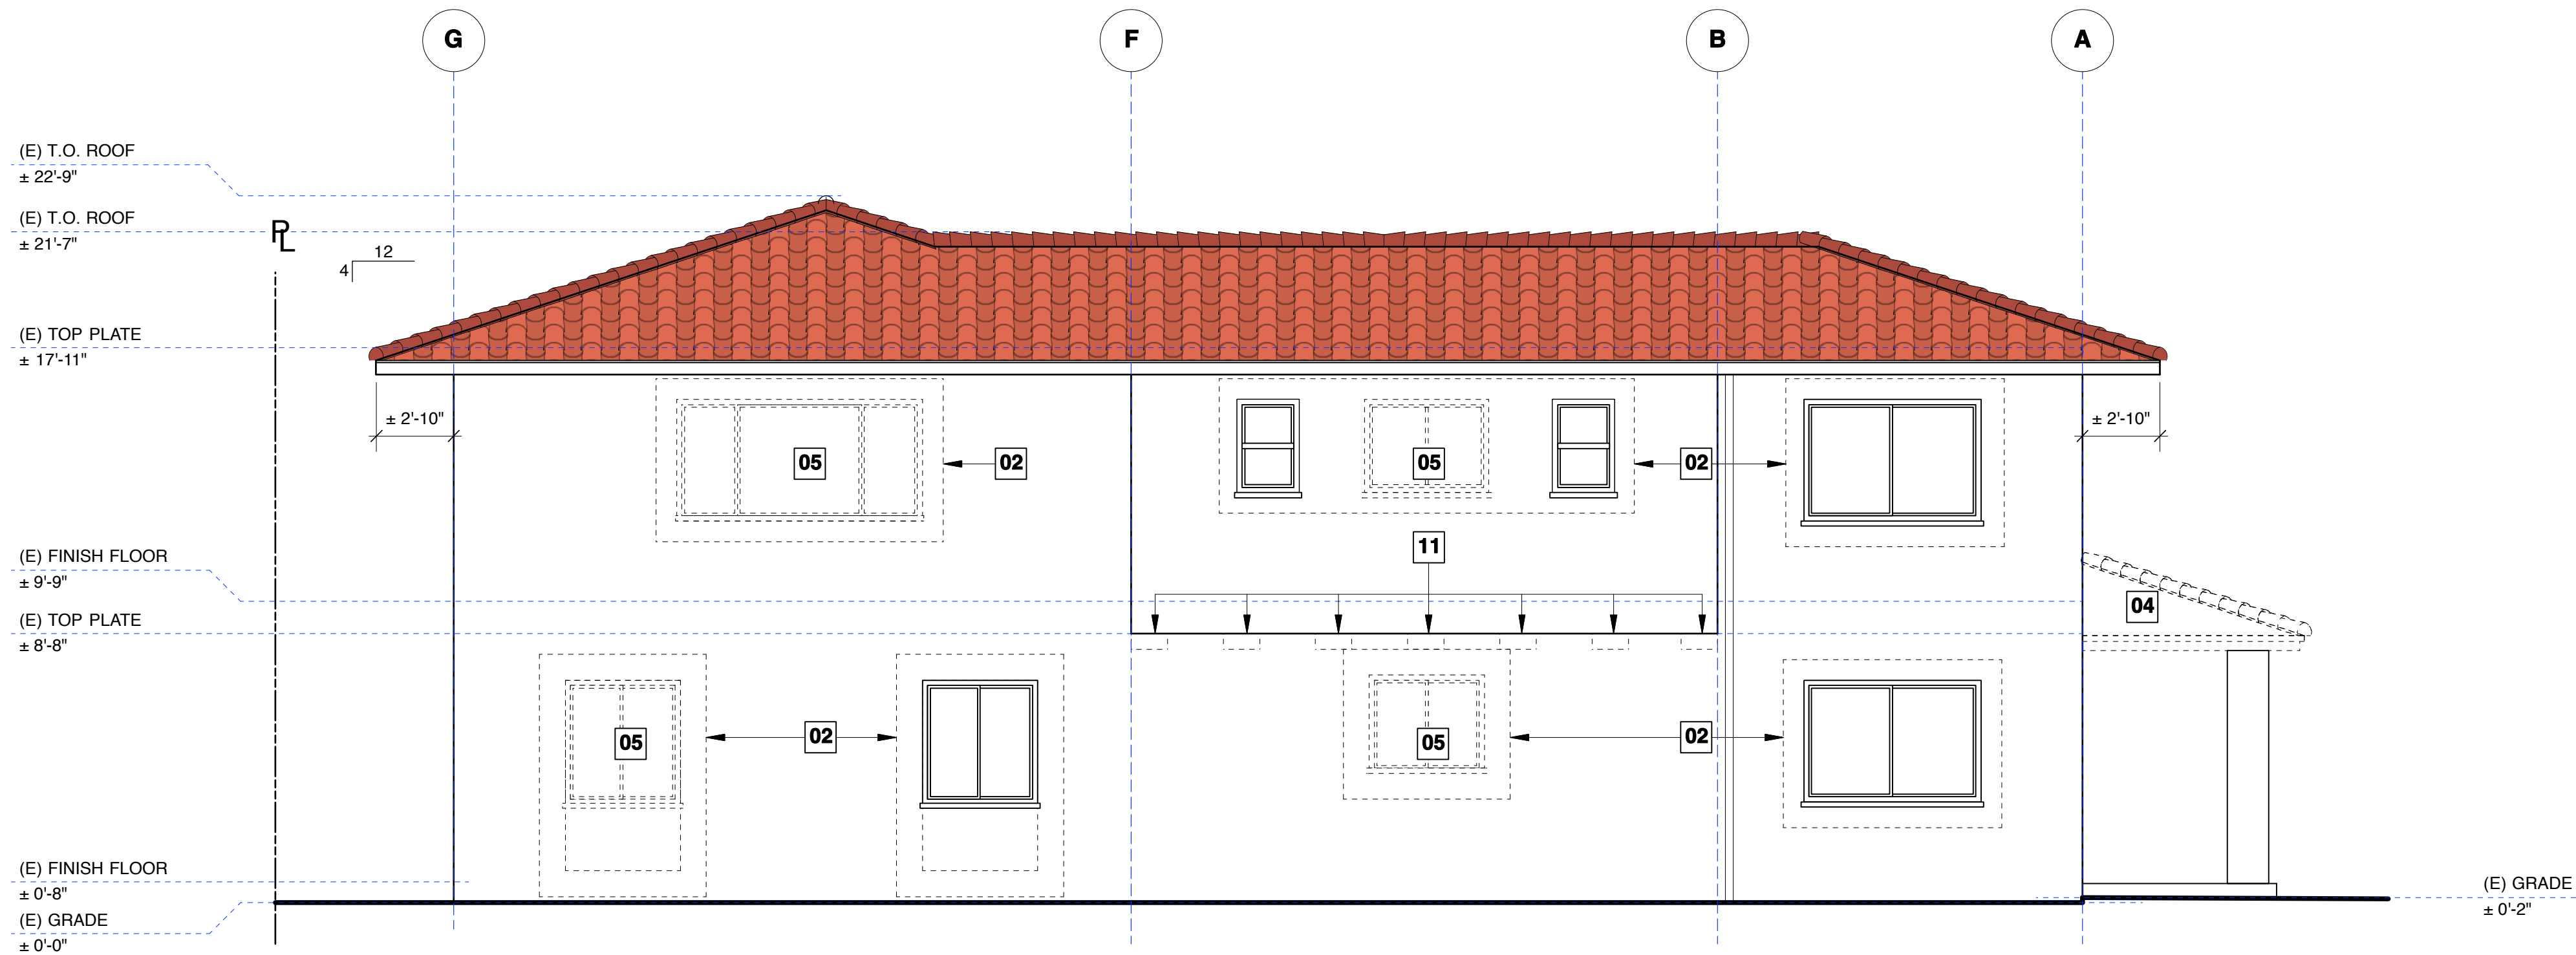 G
F
B
A
(E) T.O. ROOF
± 22'-9"
(E) T.O. ROOF
± 21'-7"
PL
12
4
(E) TOP PLATE
± 17'-11"
± 2'-10"
± 2'-10"
05
02
05
02
11
(E) FINISH FLOOR
± 9'-9"
04
(E) TOP PLATE
± 8'-8"
05
02
05
02
(E) FINISH FLOOR
± 0'-8"
(E) GRADE
± 0'-0"
(E) GRADE
± 0'-2"